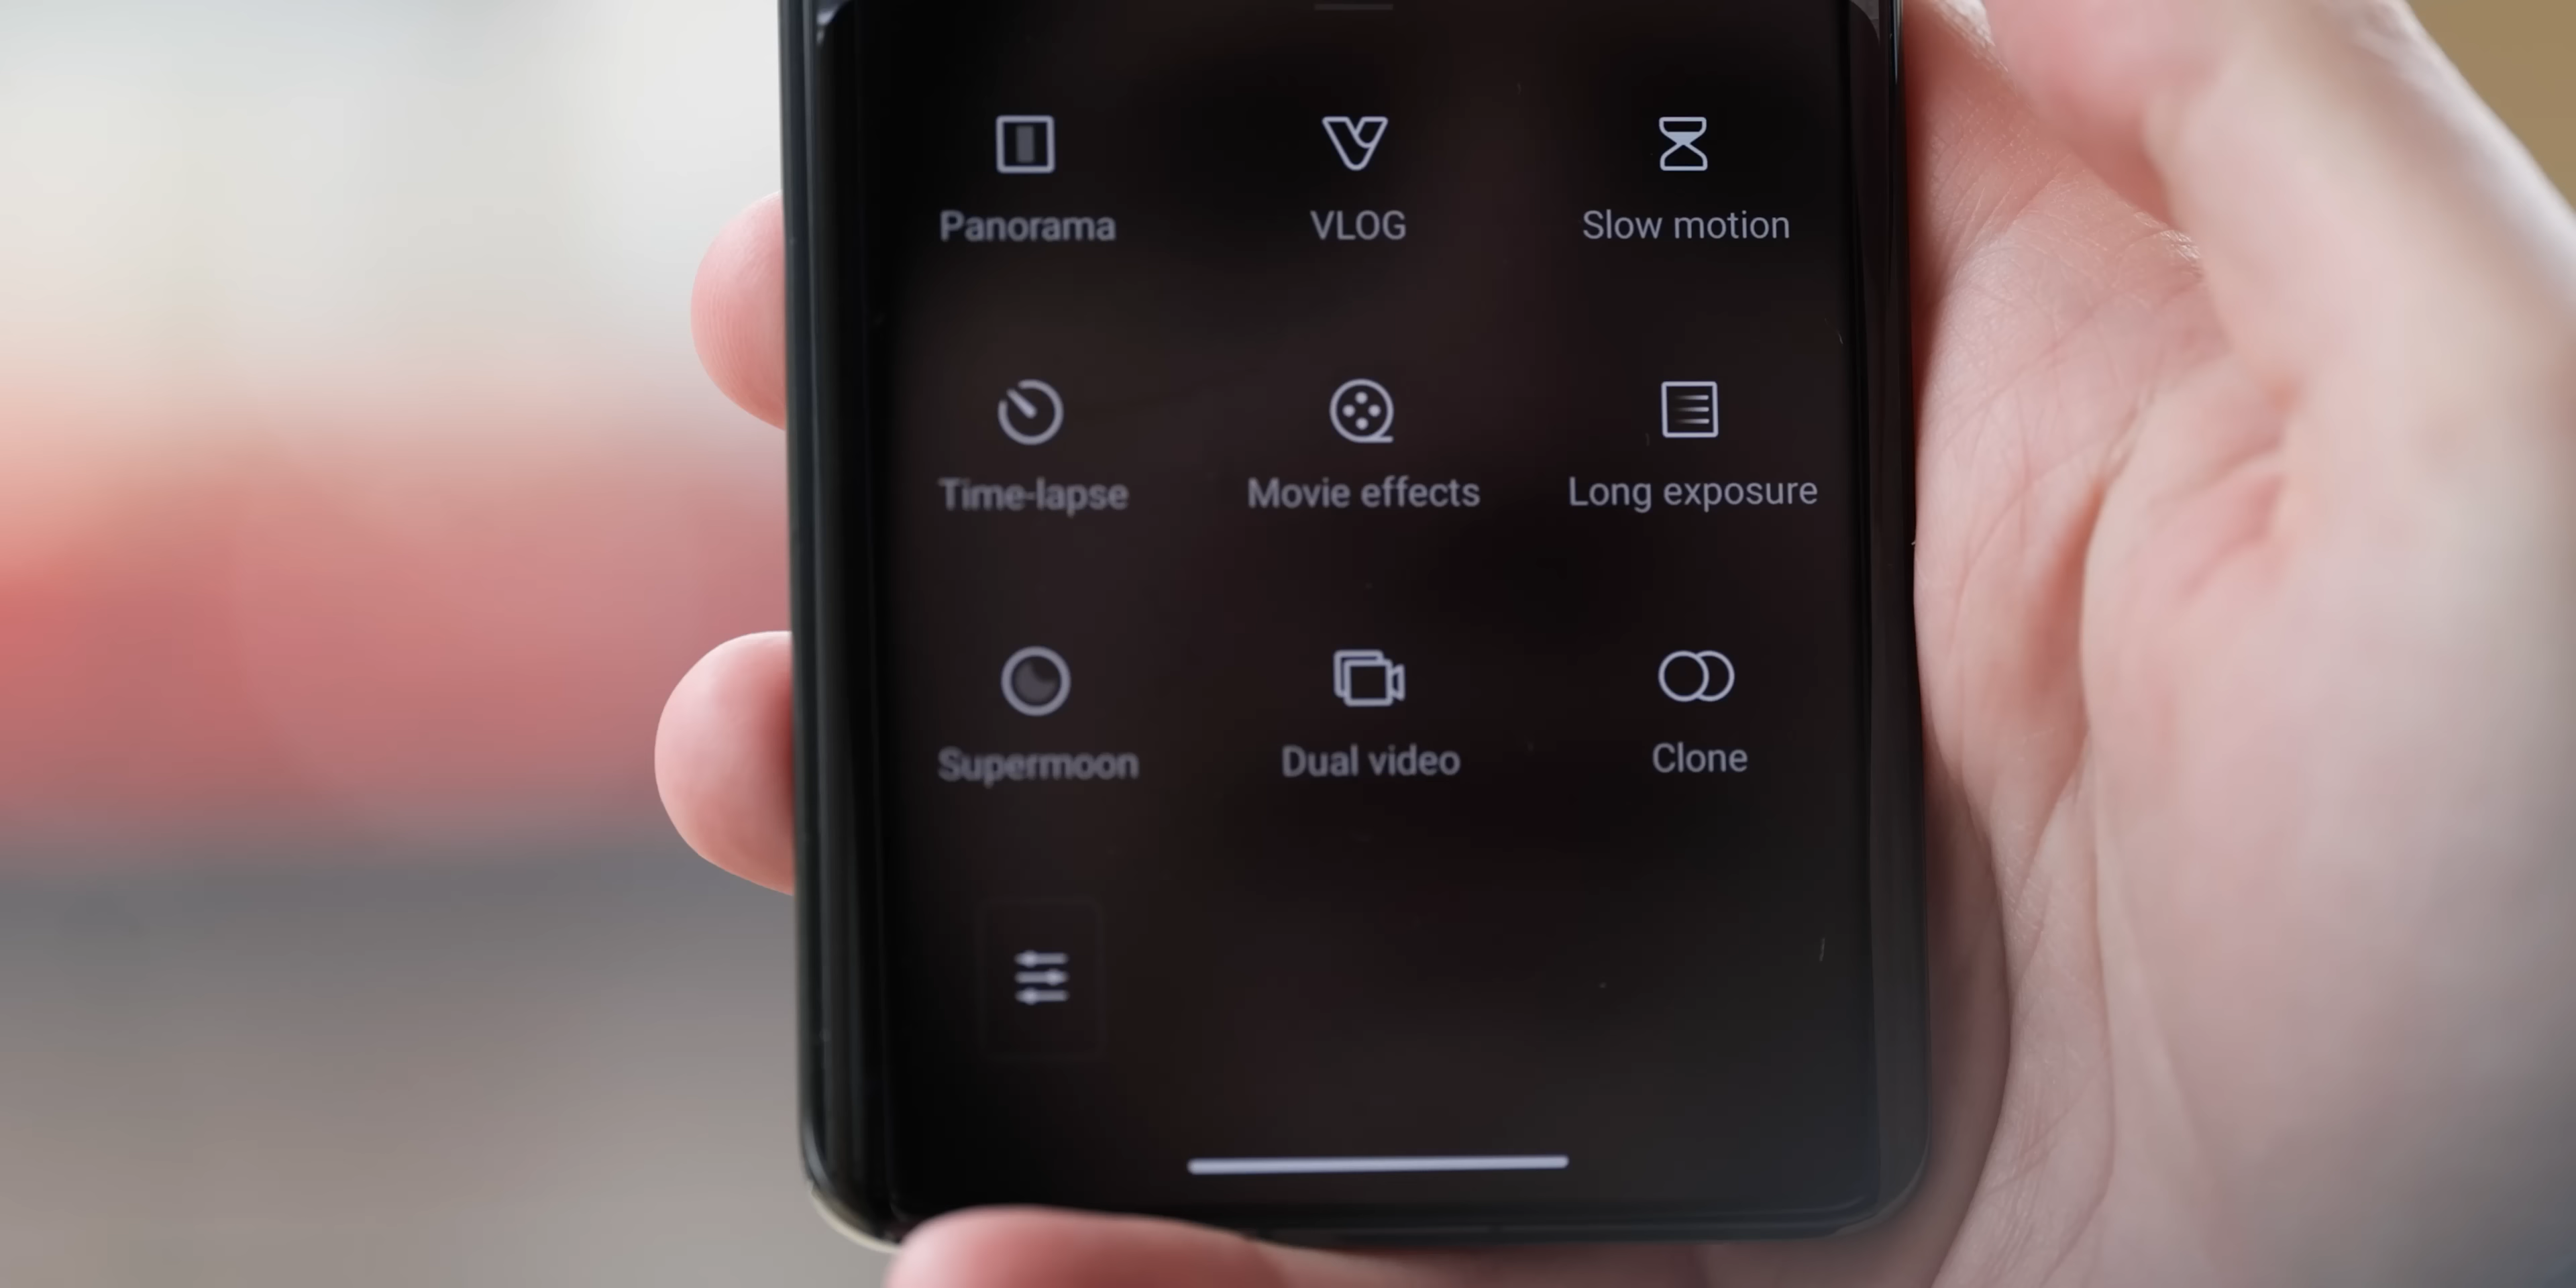 Panorama
VLOG
Slow motion
Time-lapse
Movie effects
Long exposure
Supermoon
Dual video
Clone